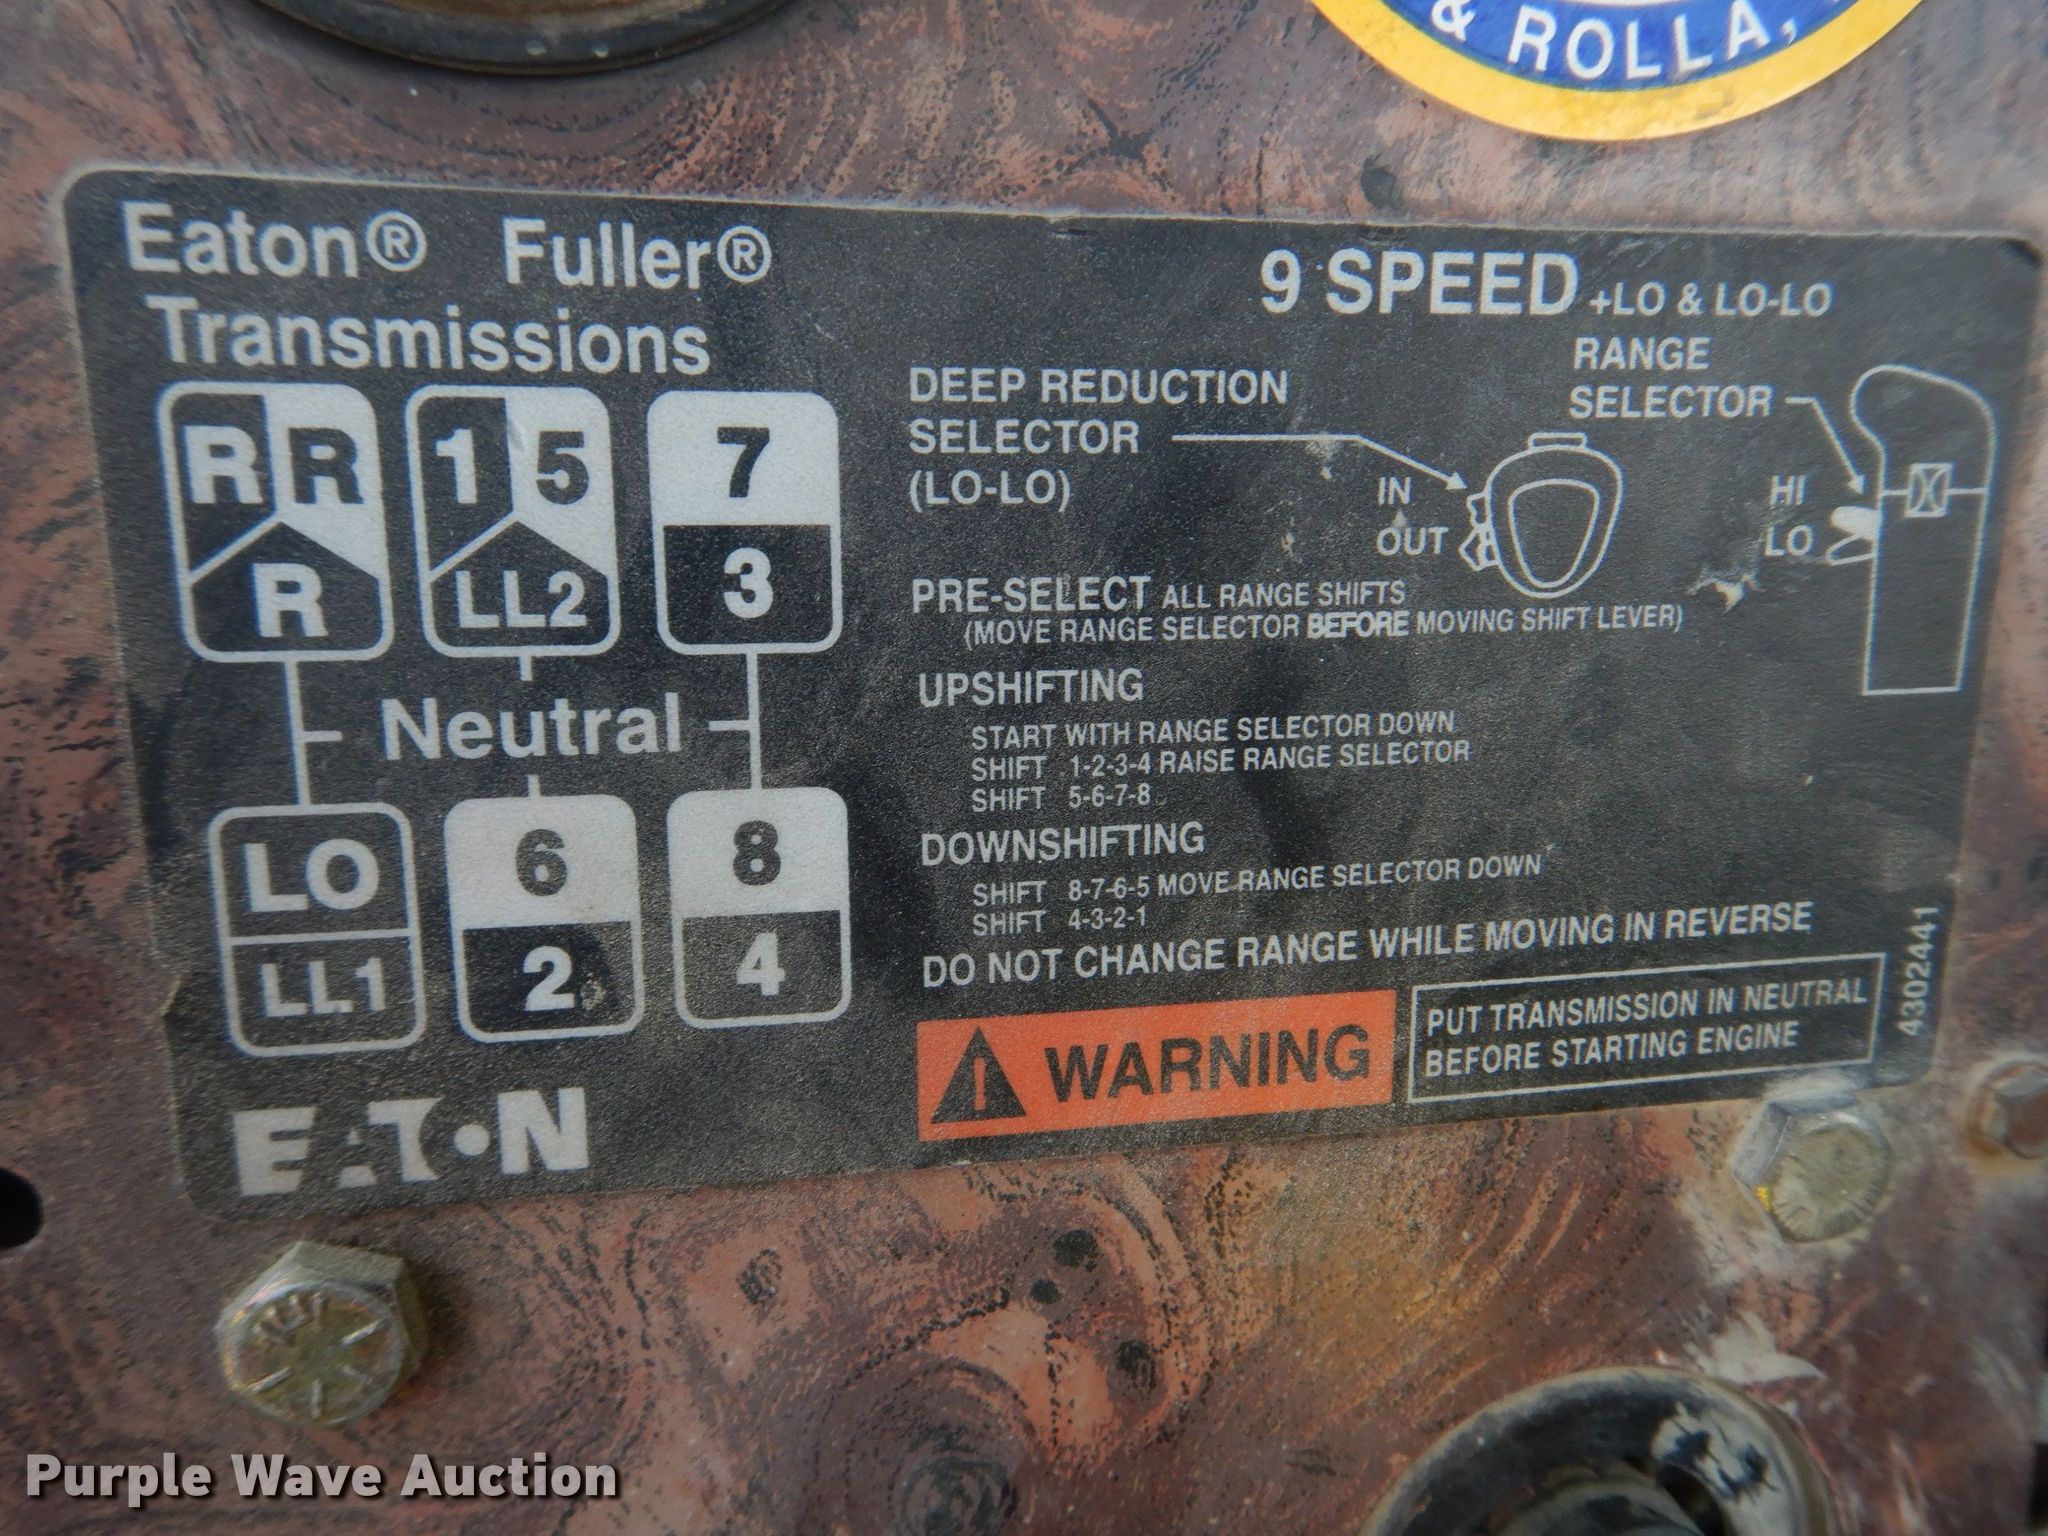 & ROLLA,
Eaton® Fuller®
Transmissions
9 SPEED +LO & LO-LO
R R
R
1 5
LL2
7
3
Neutral
LO
LL1
6
2
8
4
EATON
DEEP REDUCTION
SELECTOR
(LO-LO)
IN
OUT
RANGE
SELECTOR
HI
LO
PRE-SELECT ALL RANGE SHIFTS
(MOVE RANGE SELECTOR BEFORE MOVING SHIFT LEVER)
UPSHIFTING
START WITH RANGE SELECTOR DOWN
SHIFT 1-2-3-4 RAISE RANGE SELECTOR
SHIFT 5-6-7-8
DOWNSHIFTING
SHIFT 8-7-6-5 MOVE RANGE SELECTOR DOWN
SHIFT 4-3-2-1
DO NOT CHANGE RANGE WHILE MOVING IN REVERSE
WARNING
PUT TRANSMISSION IN NEUTRAL
BEFORE STARTING ENGINE
4302441
Purple Wave Auction